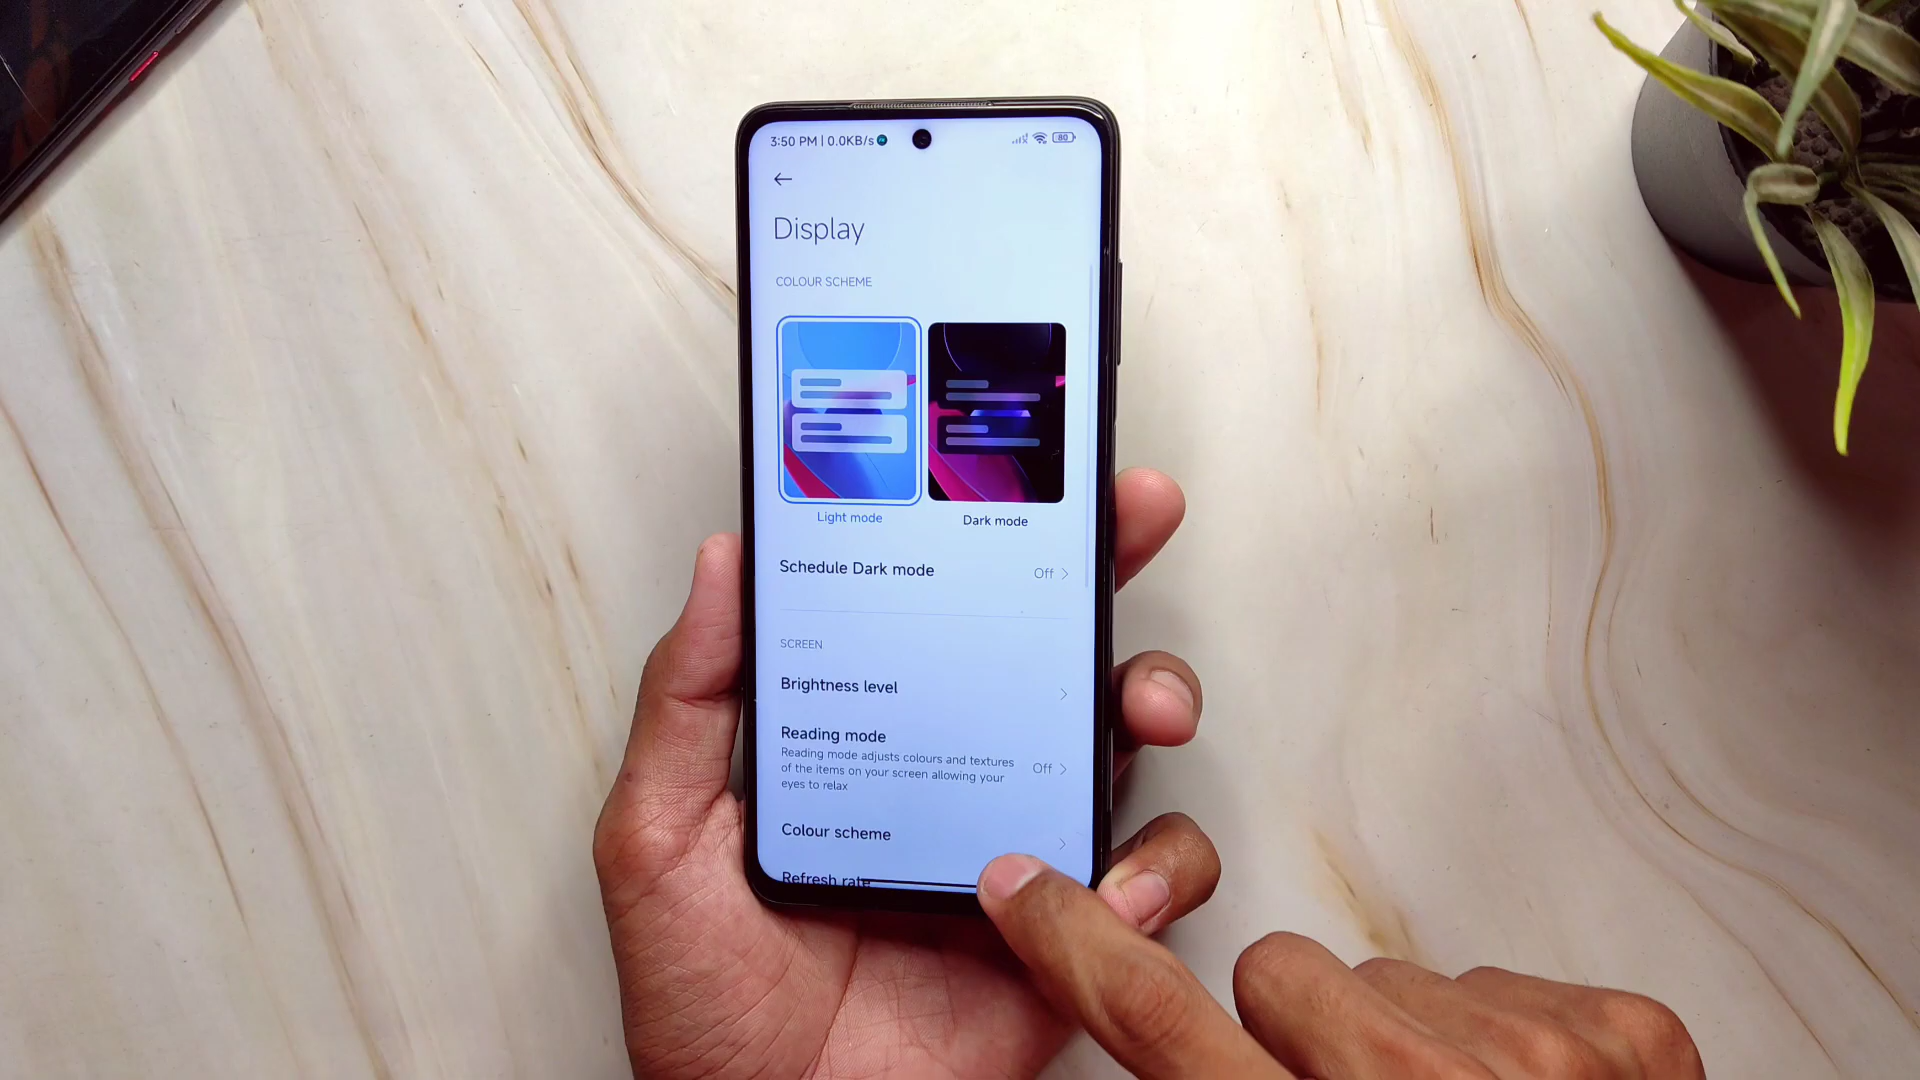 3:50 PM | 0.0KB/s
80
Display
COLOUR SCHEME
Light mode
Dark mode
Schedule Dark mode
Off
SCREEN
Brightness level
Reading mode
Reading mode adjusts colours and textures
of the items on your screen allowing your
eyes to relax
Off
Colour scheme
Refresh rate